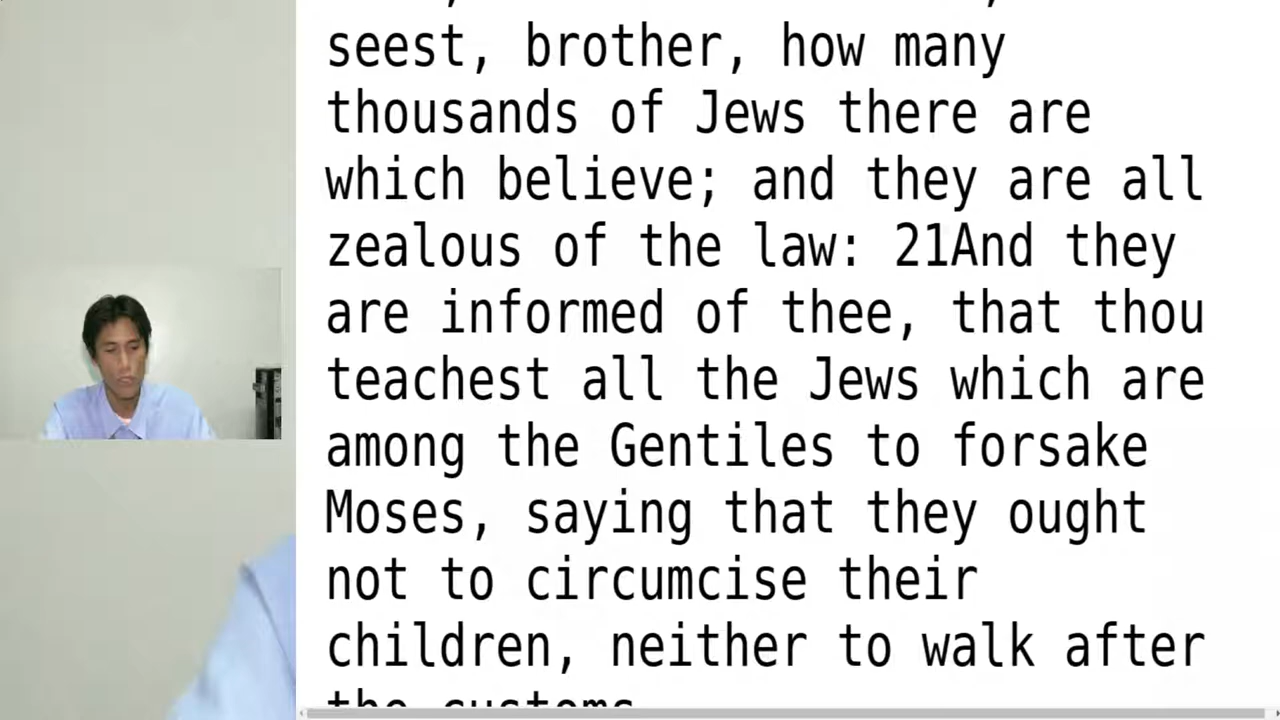 seest, brother, how many
thousands of Jews there are
which believe; and they are all
zealous of the law: 21And they
are informed of thee, that thou
teachest all the Jews which are
among the Gentiles to forsake
Moses, saying that they ought
not to circumcise their
children, neither to walk after
the customs